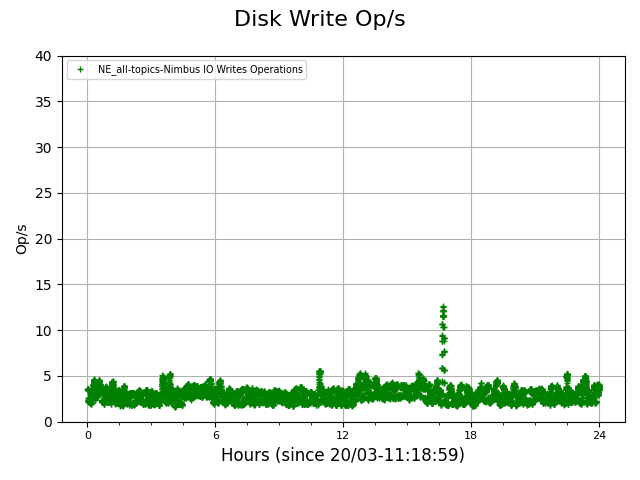 Disk Write Op/s
NE_all-topics-Nimbus IO Writes Operations
40
35
30
25
20
15
10
5
0
Op/s
0 6 12 18 24
Hours (since 20/03-11:18:59)